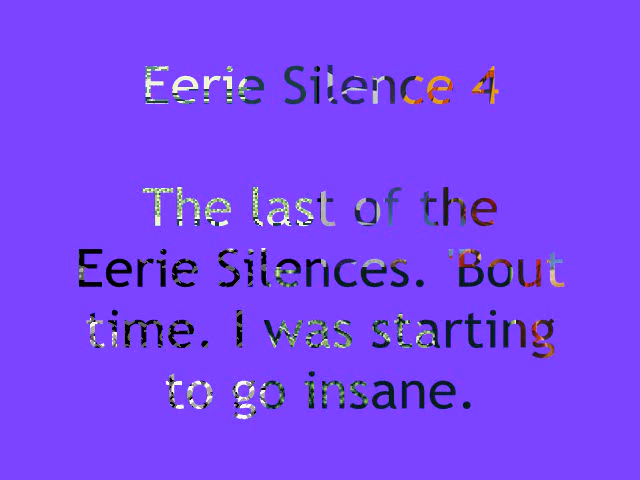 Eerie Silence 4
The last of the
Eerie Silences. 'Bout
time. I was starting
to go insane.